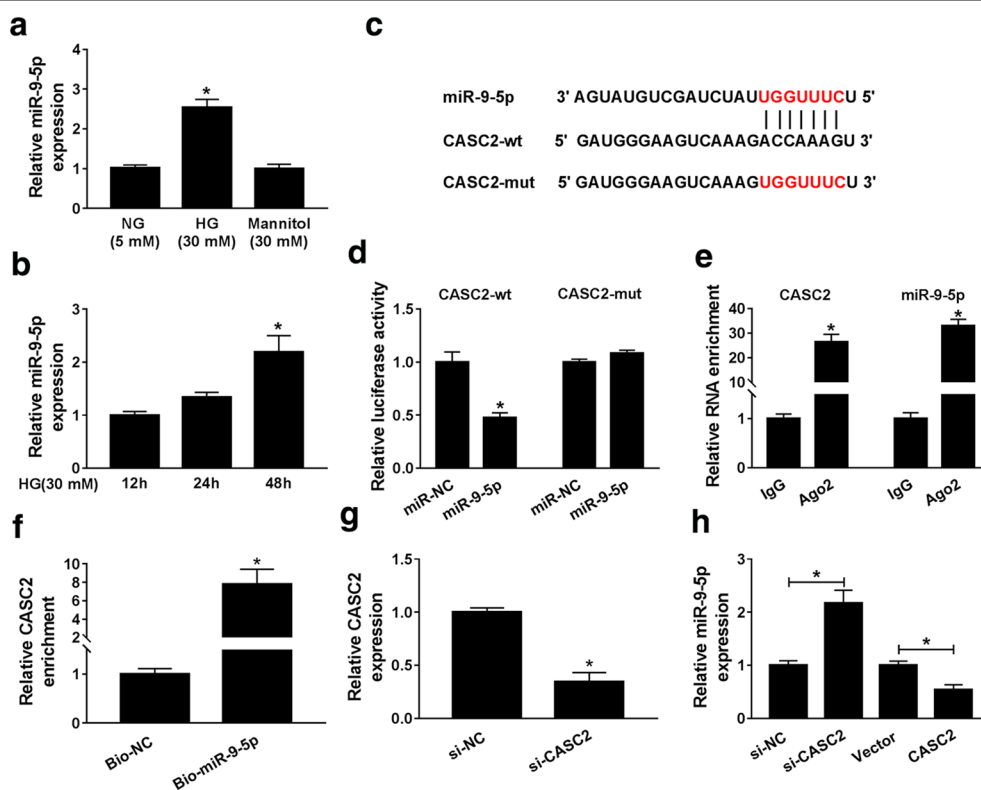 a
Relative miR-9-5p
expression
4
3
2
1
0
*
NG
(5 mM)
HG
(30 mM)
Mannitol
(30 mM)
c
miR-9-5p 3' AGUAUGUCGAUCUAUUGGUUUCU 5'
CASC2-wt 5' GAUGGGAAGUCAAAGACCAAAGU 3'
CASC2-mut 5' GAUGGGAAGUCAAAGUGGUUUCU 3'
b
Relative miR-9-5p
expression
3
2
1
0
*
HG(30 mM) 12h 24h 48h
d
Relative luciferase activity
CASC2-wt CASC2-mut
1.5
1.0
0.5
0.0
*
miR-NC
miR-9-5p
miR-NC
miR-9-5p
e
Relative RNA enrichment
CASC2 miR-9-5p
40
30
20
10
1
0
*
*
IgG
Ago2
IgG
Ago2
f
Relative CASC2
enrichment
10
8
6
4
2
1
0
*
Bio-NC
Bio-miR-9-5p
g
Relative CASC2
expression
1.5
1.0
0.5
0.0
*
si-NC
si-CASC2
h
Relative miR-9-5p
expression
3
2
1
0
*
*
si-NC
si-CASC2
Vector
CASC2